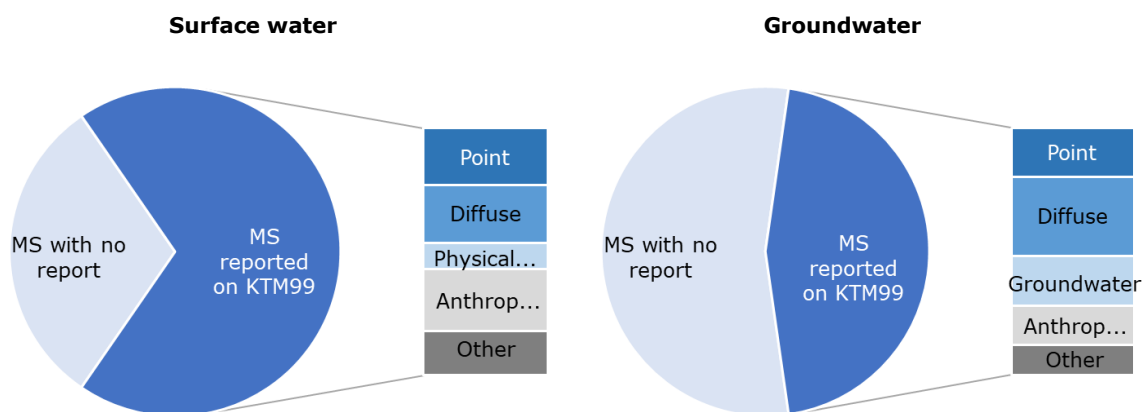 Surface water
MS with no
report
MS
reported
on KTM99
Point
Diffuse
Physical...
Anthrop...
Other
Groundwater
MS with no
report
MS
reported
on KTM99
Point
Diffuse
Groundwater
Anthrop...
Other